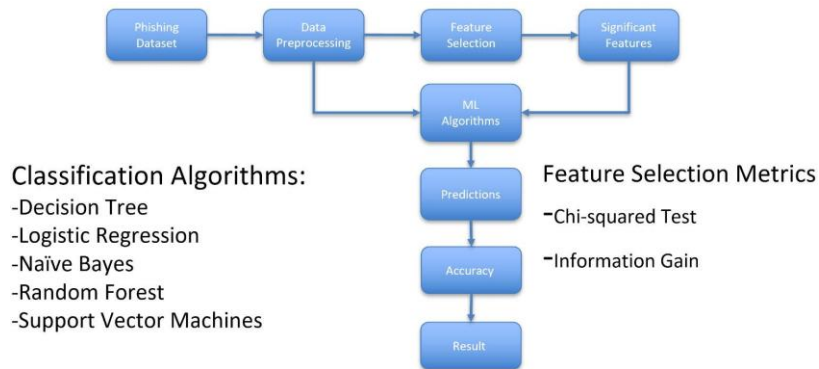 Phishing
Dataset
Data
Preprocessing
Feature
Selection
Significant
Features
ML
Algorithms
Predictions
Accuracy
Result
Classification Algorithms:
-Decision Tree
-Logistic Regression
-Naïve Bayes
-Random Forest
-Support Vector Machines
Feature Selection Metrics
-Chi-squared Test
-Information Gain